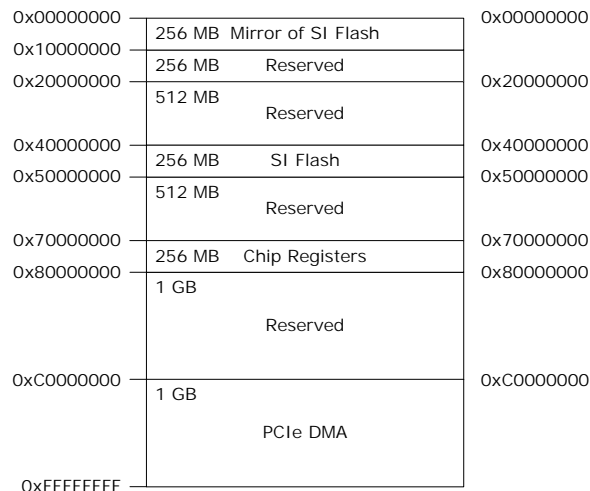 0x00000000
256 MB Mirror of SI Flash
0x00000000
0x10000000
256 MB Reserved
0x20000000
0x20000000
512 MB
Reserved
0x40000000
0x40000000
256 MB SI Flash
0x50000000
0x50000000
512 MB
Reserved
0x70000000
0x70000000
256 MB Chip Registers
0x80000000
0x80000000
1 GB
Reserved
0xC0000000
0xC0000000
1 GB
PCIe DMA
0xFFFFFFFF